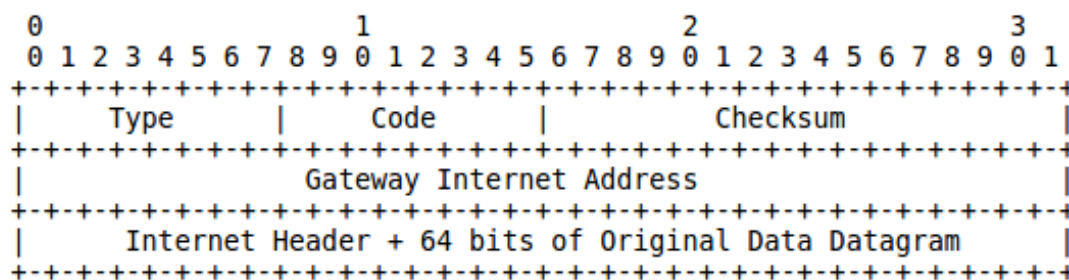 0                   1                   2                   3
0 1 2 3 4 5 6 7 8 9 0 1 2 3 4 5 6 7 8 9 0 1 2 3 4 5 6 7 8 9 0 1
+-+-+-+-+-+-+-+-+-+-+-+-+-+-+-+-+-+-+-+-+-+-+-+-+-+-+-+-+-+-+-+-+
|     Type      |     Code      |          Checksum             |
+-+-+-+-+-+-+-+-+-+-+-+-+-+-+-+-+-+-+-+-+-+-+-+-+-+-+-+-+-+-+-+-+
|                 Gateway Internet Address                      |
+-+-+-+-+-+-+-+-+-+-+-+-+-+-+-+-+-+-+-+-+-+-+-+-+-+-+-+-+-+-+-+-+
|      Internet Header + 64 bits of Original Data Datagram      |
+-+-+-+-+-+-+-+-+-+-+-+-+-+-+-+-+-+-+-+-+-+-+-+-+-+-+-+-+-+-+-+-+